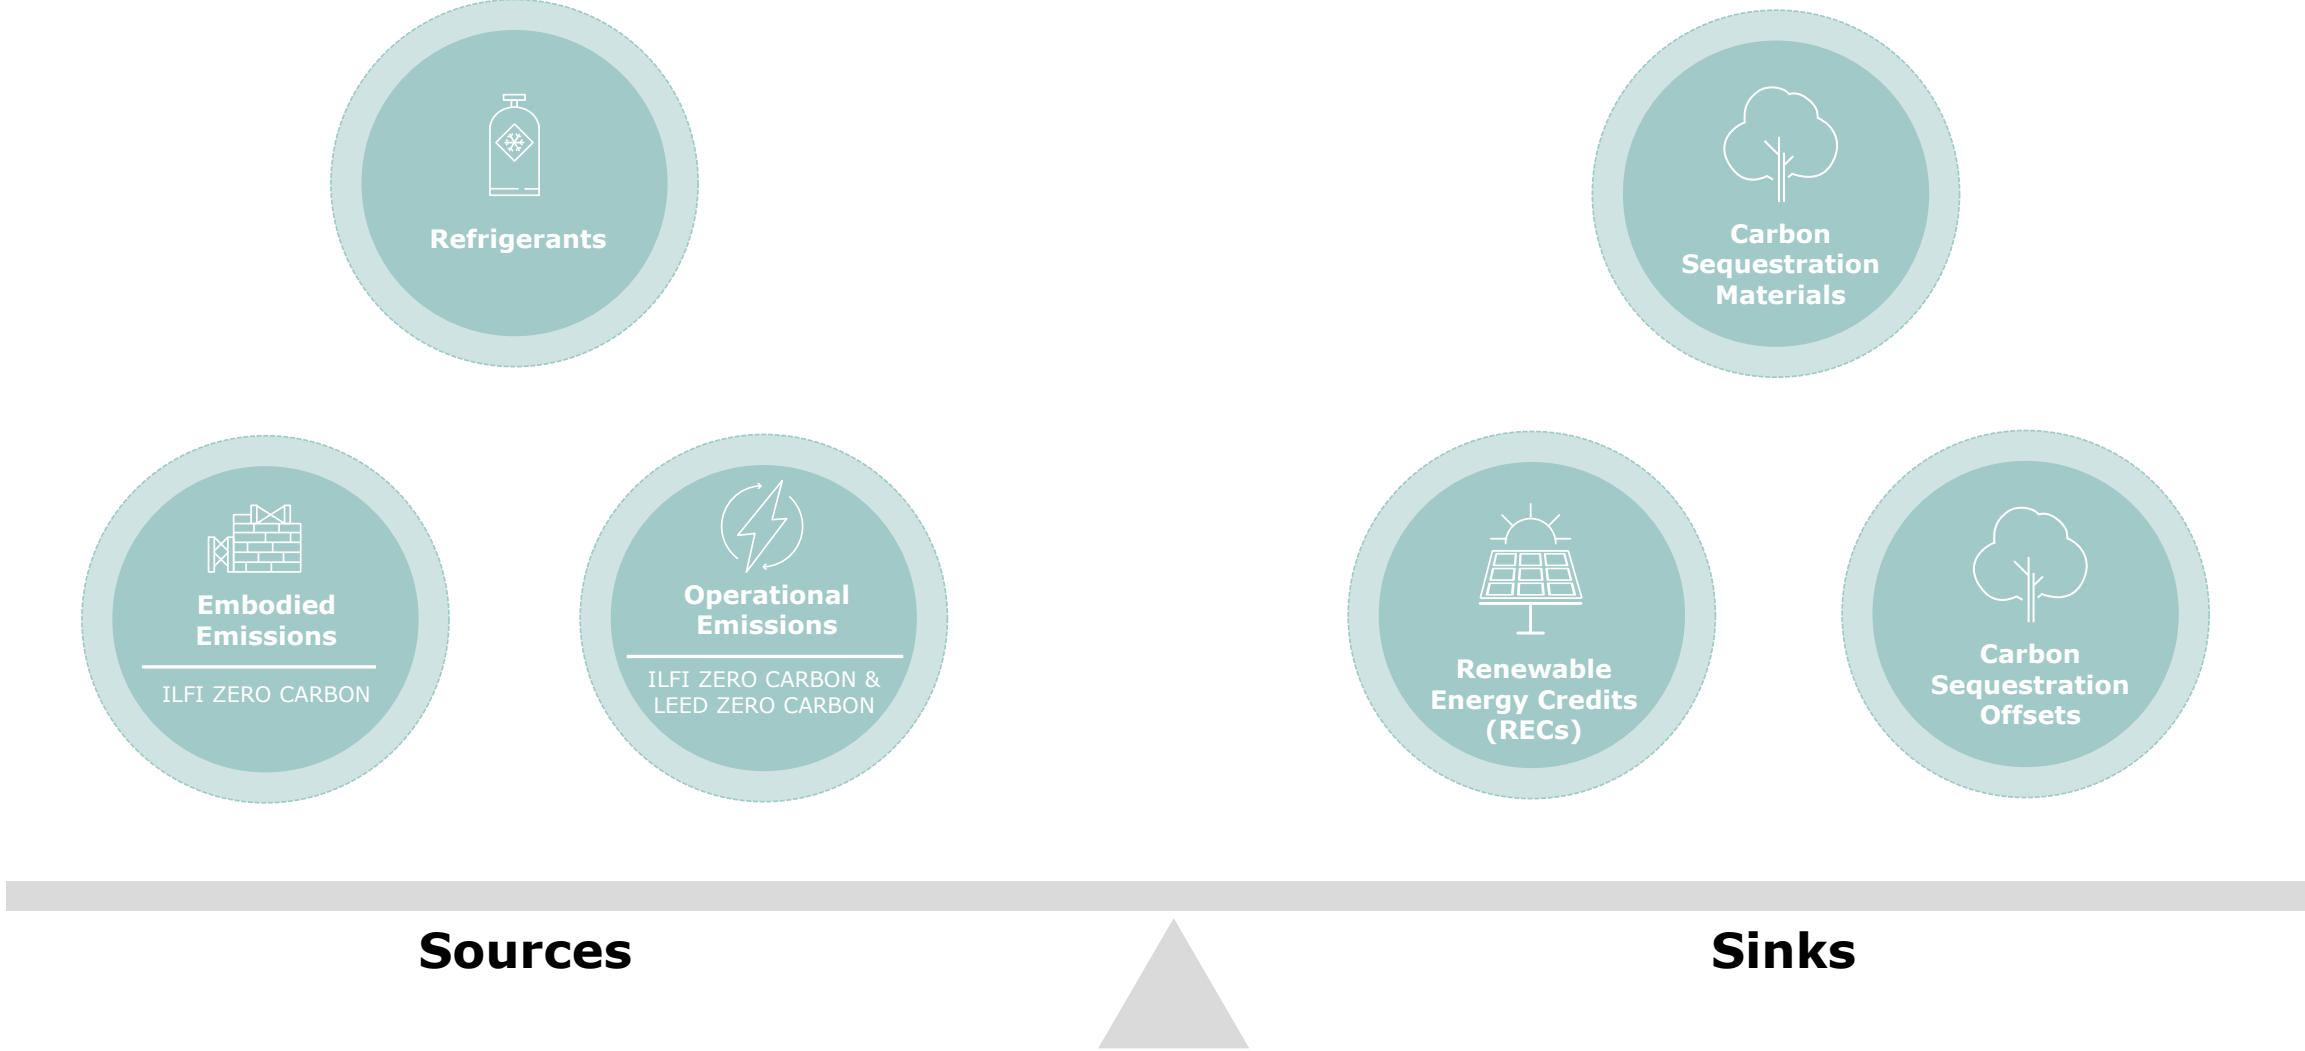 Refrigerants
Carbon
Sequestration
Materials
Embodied
Emissions
ILFI ZERO CARBON
Operational
Emissions
ILFI ZERO CARBON &
LEED ZERO CARBON
Renewable
Energy Credits
(RECs)
Carbon
Sequestration
Offsets
Sources
Sinks